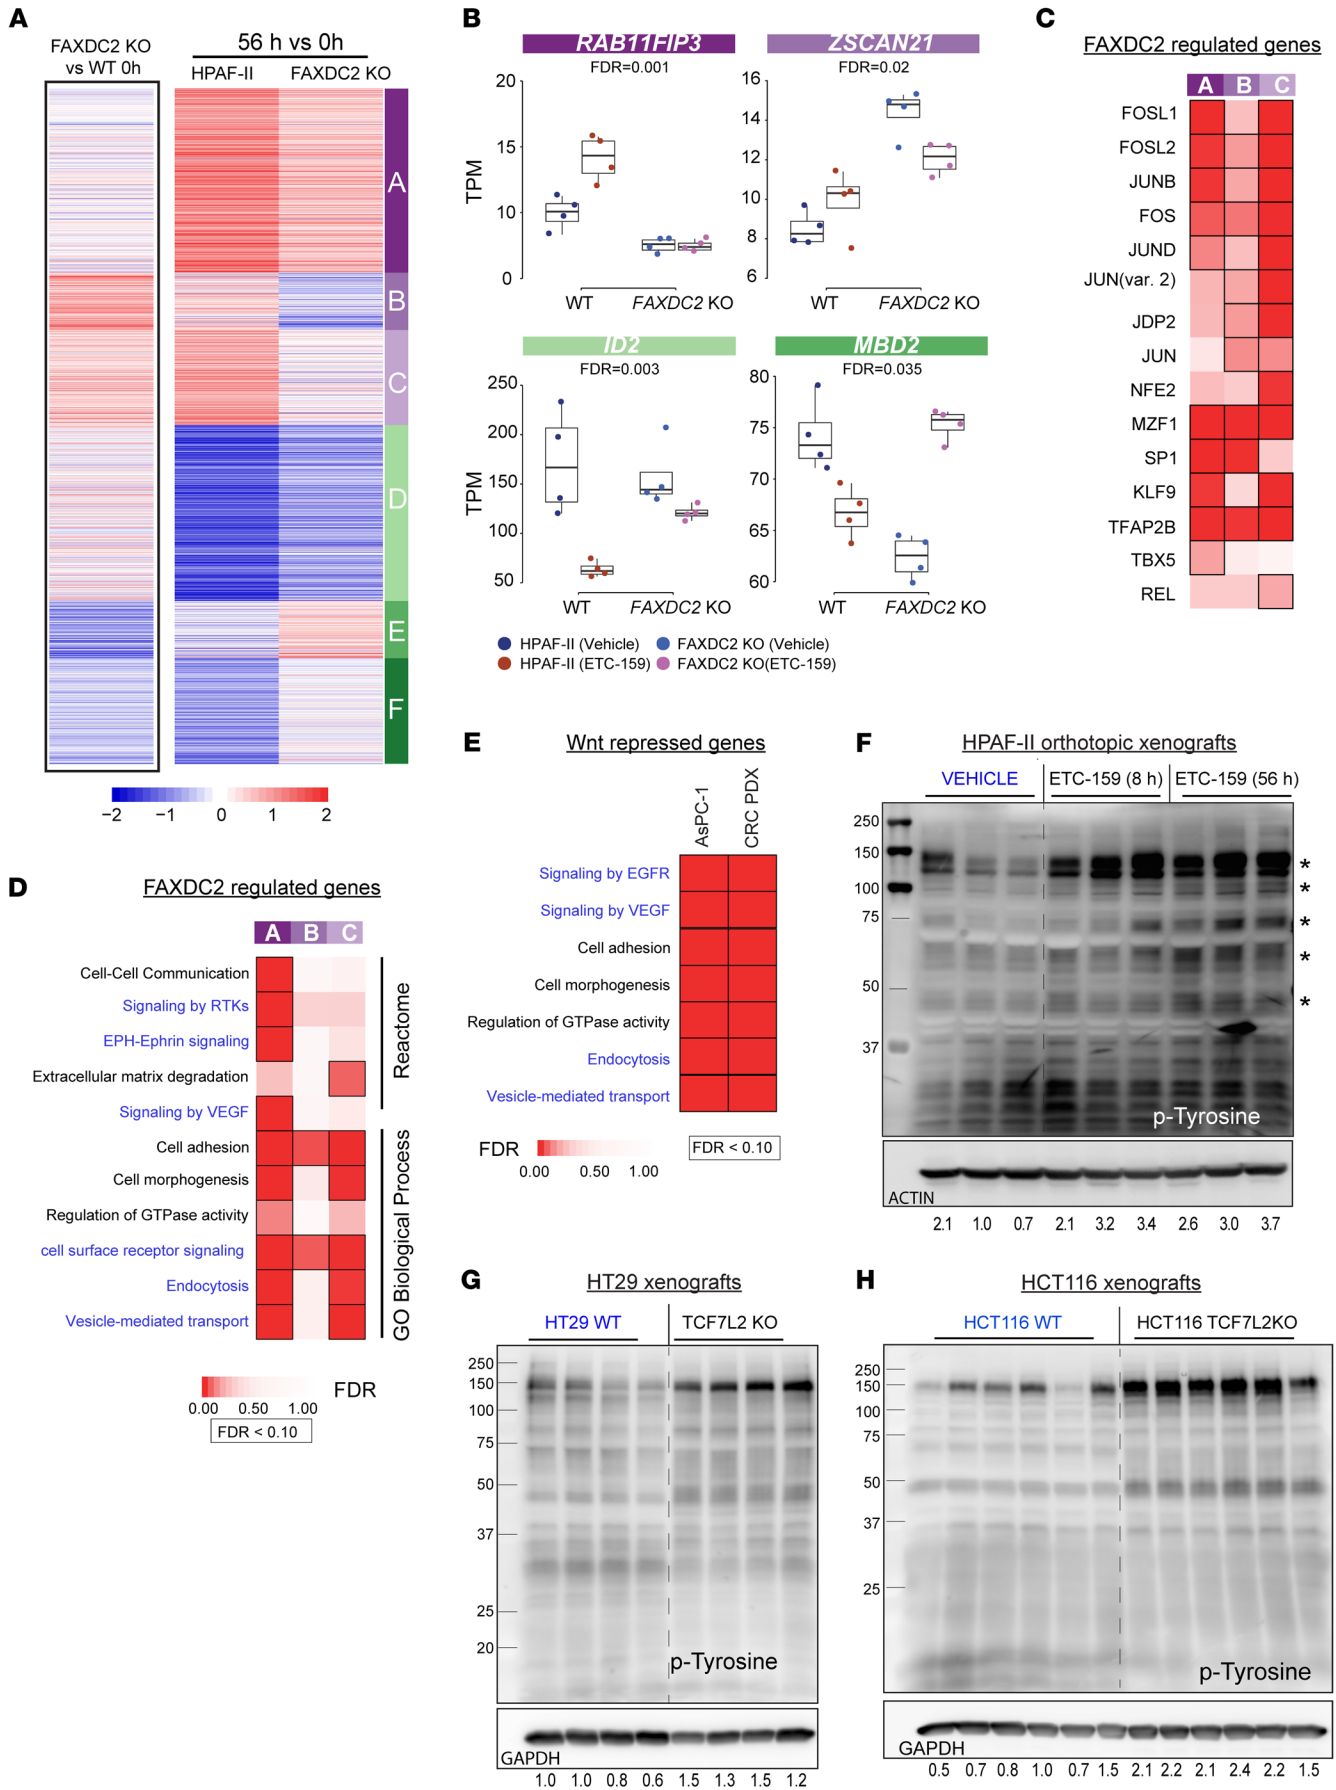 A
FAXDC2 KO
vs WT 0h
56 h vs 0h
HPAF-II
FAXDC2 KO
A
B
C
D
E
F
−2 −1 0 1 2
B
RAB11FIP3
FDR=0.001
TPM
20
15
10
0
WT
FAXDC2 KO
ZSCAN21
FDR=0.02
16
14
12
10
8
6
WT
FAXDC2 KO
ID2
FDR=0.003
TPM
250
200
150
100
50
WT
FAXDC2 KO
MBD2
FDR=0.035
80
75
70
65
60
WT
FAXDC2 KO
HPAF-II (Vehicle)
FAXDC2 KO (Vehicle)
HPAF-II (ETC-159)
FAXDC2 KO(ETC-159)
C
FAXDC2 regulated genes
A B C
FOSL1
FOSL2
JUNB
FOS
JUND
JUN(var. 2)
JDP2
JUN
NFE2
MZF1
SP1
KLF9
TFAP2B
TBX5
REL
D
FAXDC2 regulated genes
A B C
Cell-Cell Communication
Signaling by RTKs
EPH-Ephrin signaling
Extracellular matrix degradation
Signaling by VEGF
Cell adhesion
Cell morphogenesis
Regulation of GTPase activity
cell surface receptor signaling
Endocytosis
Vesicle-mediated transport
Reactome
GO Biological Process
0.00 0.50 1.00
FDR
FDR < 0.10
E
Wnt repressed genes
AsPC-1
CRC PDX
Signaling by EGFR
Signaling by VEGF
Cell adhesion
Cell morphogenesis
Regulation of GTPase activity
Endocytosis
Vesicle-mediated transport
FDR
0.00 0.50 1.00
FDR < 0.10
F
HPAF-II orthotopic xenografts
VEHICLE
ETC-159 (8 h)
ETC-159 (56 h)
250
150
100
75
50
37
*
*
*
*
*
p-Tyrosine
ACTIN
2.1 1.0 0.7 2.1 3.2 3.4 2.6 3.0 3.7
G
HT29 xenografts
HT29 WT
TCF7L2 KO
250
150
100
75
50
37
25
20
p-Tyrosine
GAPDH
1.0 1.0 0.8 0.6 1.5 1.3 1.5 1.2
H
HCT116 xenografts
HCT116 WT
HCT116 TCF7L2KO
250
150
100
75
50
37
25
p-Tyrosine
GAPDH
0.5 0.7 0.8 1.0 0.7 1.5 2.1 2.2 2.1 2.4 2.2 1.5